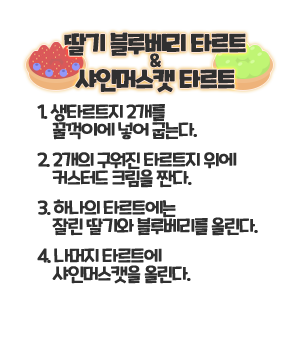 딸기 블루베리 타르트
&
샤인머스캣 타르트
1. 생타르트지 2개를
꿀꺽이에 넣어 굽는다.
2. 2개의 구워진 타르트지 위에
커스터드 크림을 짠다.
3. 하나의 타르트에는
잘린 딸기와 블루베리를 올린다.
4. 나머지 타르트에
샤인머스캣을 올린다.